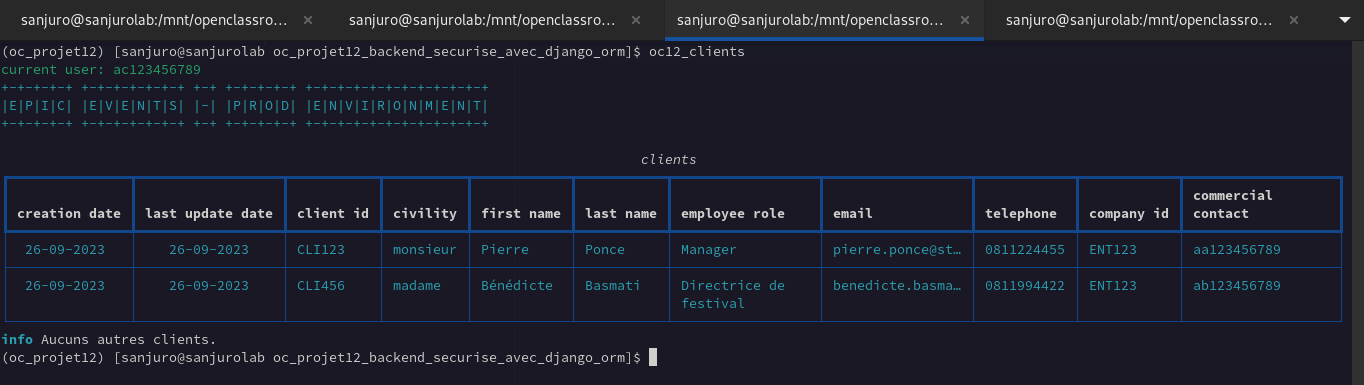 sanjuro@sanjurolab:/mnt/openclassro... × sanjuro@sanjurolab:/mnt/openclassro... × sanjuro@sanjurolab:/mnt/openclassro... × sanjuro@sanjurolab:/mnt/openclassro... ×
(oc_projet12) [sanjuro@sanjurolab oc_projet12_backend_securise_avec_django_orm]$ oc12_clients
current user: ac123456789
+-+-+-+-+ +-+-+-+-+-+-+ +-+ +-+-+-+-+ +-+-+-+-+-+-+-+-+-+-+-+
|E|P|I|C| |E|V|E|N|T|S| |-| |P|R|O|D| |E|N|V|I|R|O|N|M|E|N|T|
+-+-+-+-+ +-+-+-+-+-+-+ +-+ +-+-+-+-+ +-+-+-+-+-+-+-+-+-+-+-+
clients
creation date last update date client id civility first name last name employee role email telephone company id commercial contact
26-09-2023 26-09-2023 CLI123 monsieur Pierre Ponce Manager pierre.ponce@st… 0811224455 ENT123 aa123456789
26-09-2023 26-09-2023 CLI456 madame Bénédicte Basmati Directrice de festival benedicte.basma… 0811994422 ENT123 ab123456789
info Aucuns autres clients.
(oc_projet12) [sanjuro@sanjurolab oc_projet12_backend_securise_avec_django_orm]$